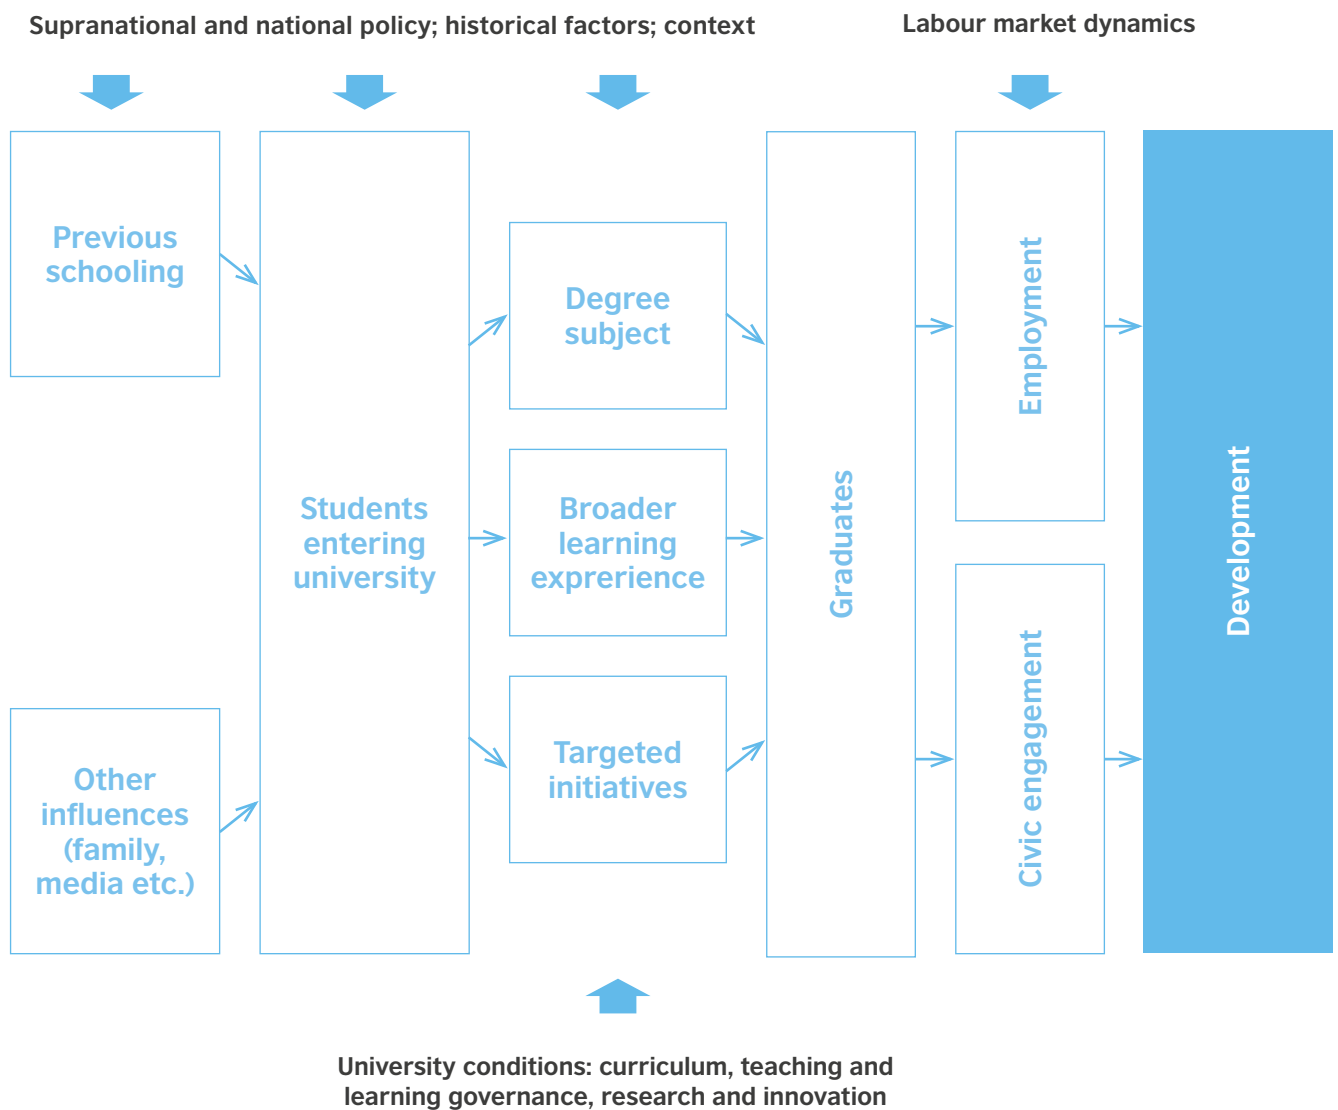 Supranational and national policy; historical factors; context
Labour market dynamics
Previous
schooling
Other
influences
(family,
media etc.)
Students
entering
university
Degree
subject
Broader
learning
exprerience
Targeted
initiatives
Graduates
Employment
Civic engagement
Development
University conditions: curriculum, teaching and
learning governance, research and innovation